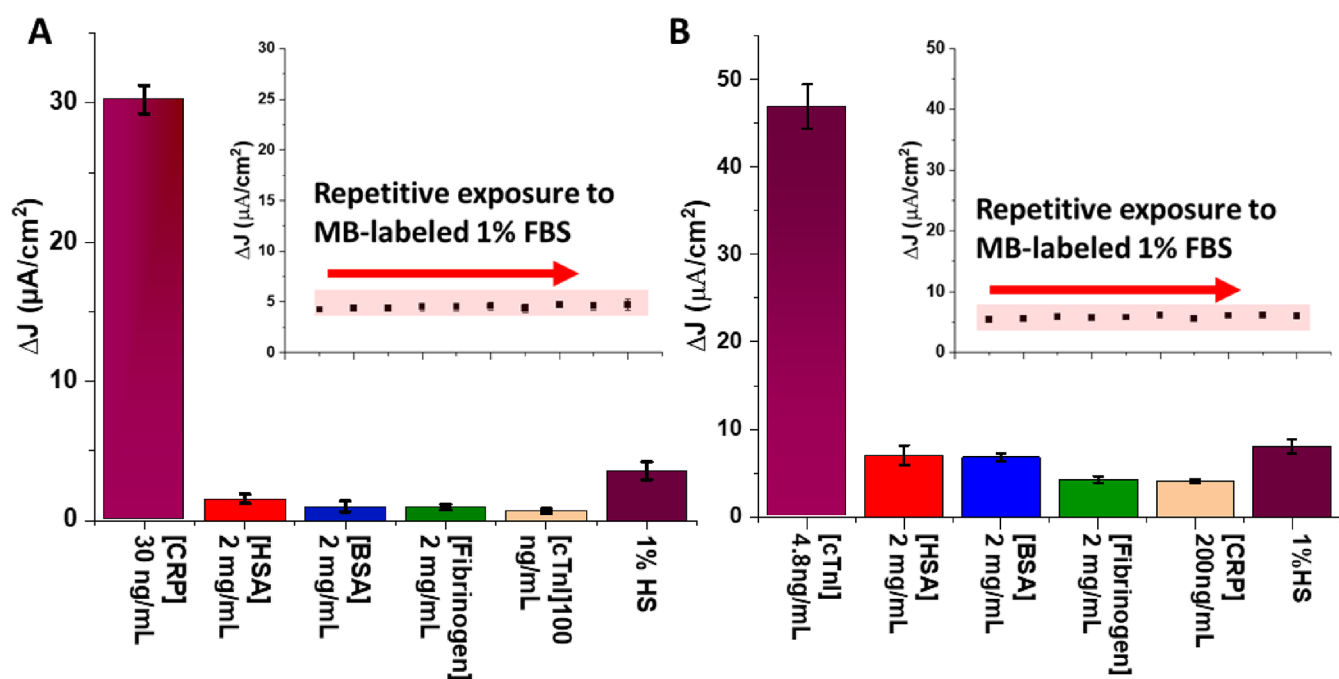 A
ΔJ (μA/cm²)
30
20
10
0
ΔJ (μA/cm²)
30
25
20
15
10
5
0
Repetitive exposure to
MB-labeled 1% FBS
[CRP]
30 ng/mL
[HSA]
2 mg/mL
[BSA]
2 mg/mL
[Fibrinogen]
2 mg/mL
[cTnI]100
ng/mL
1% HS
B
ΔJ (μA/cm²)
50
40
30
20
10
0
ΔJ (μA/cm²)
50
40
30
20
10
0
Repetitive exposure to
MB-labeled 1% FBS
[cTnI]
4.8ng/mL
[HSA]
2 mg/mL
[BSA]
2 mg/mL
[Fibrinogen]
2 mg/mL
[CRP]
200ng/mL
1%HS